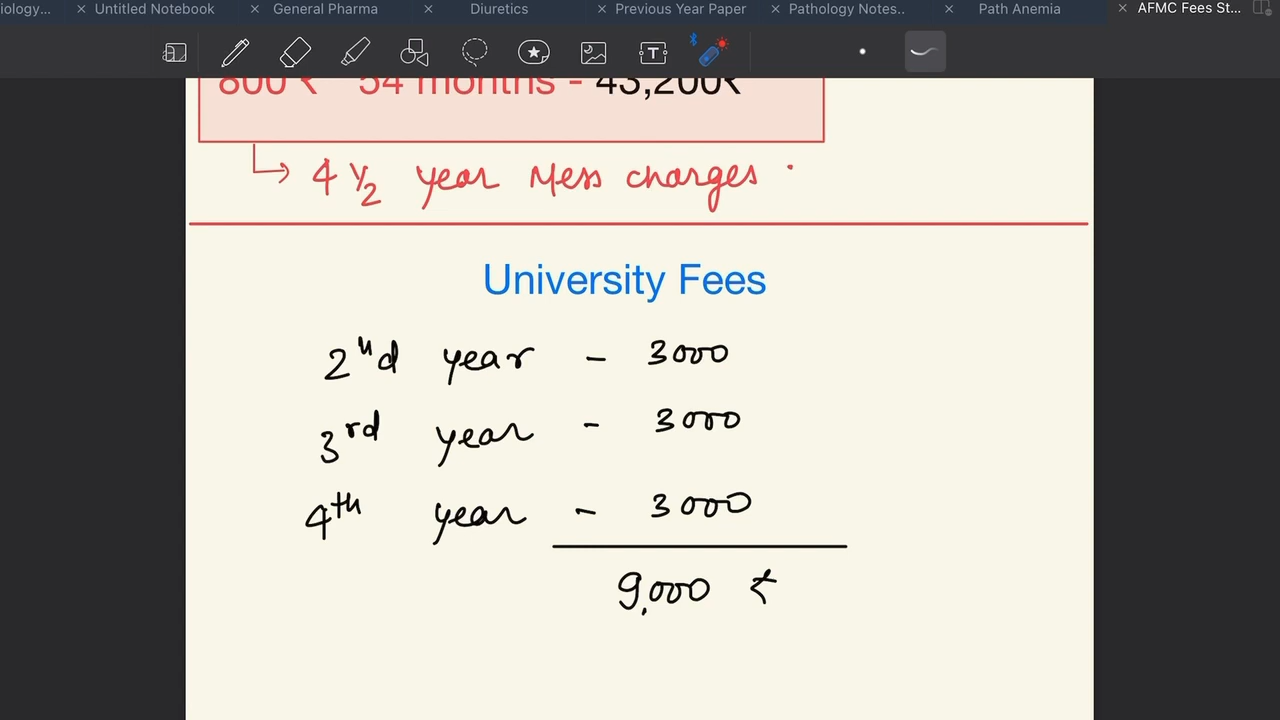 iology... × Untitled Notebook × General Pharma × Diuretics × Previous Year Paper × Pathology Notes.. × Path Anemia × AFMC Fees St...
800₹ 54 months - 43,200₹
4 1/2 year Mess charges
University Fees
2nd year - 3000
3rd year - 3000
4th year - 3000
9,000 ₹